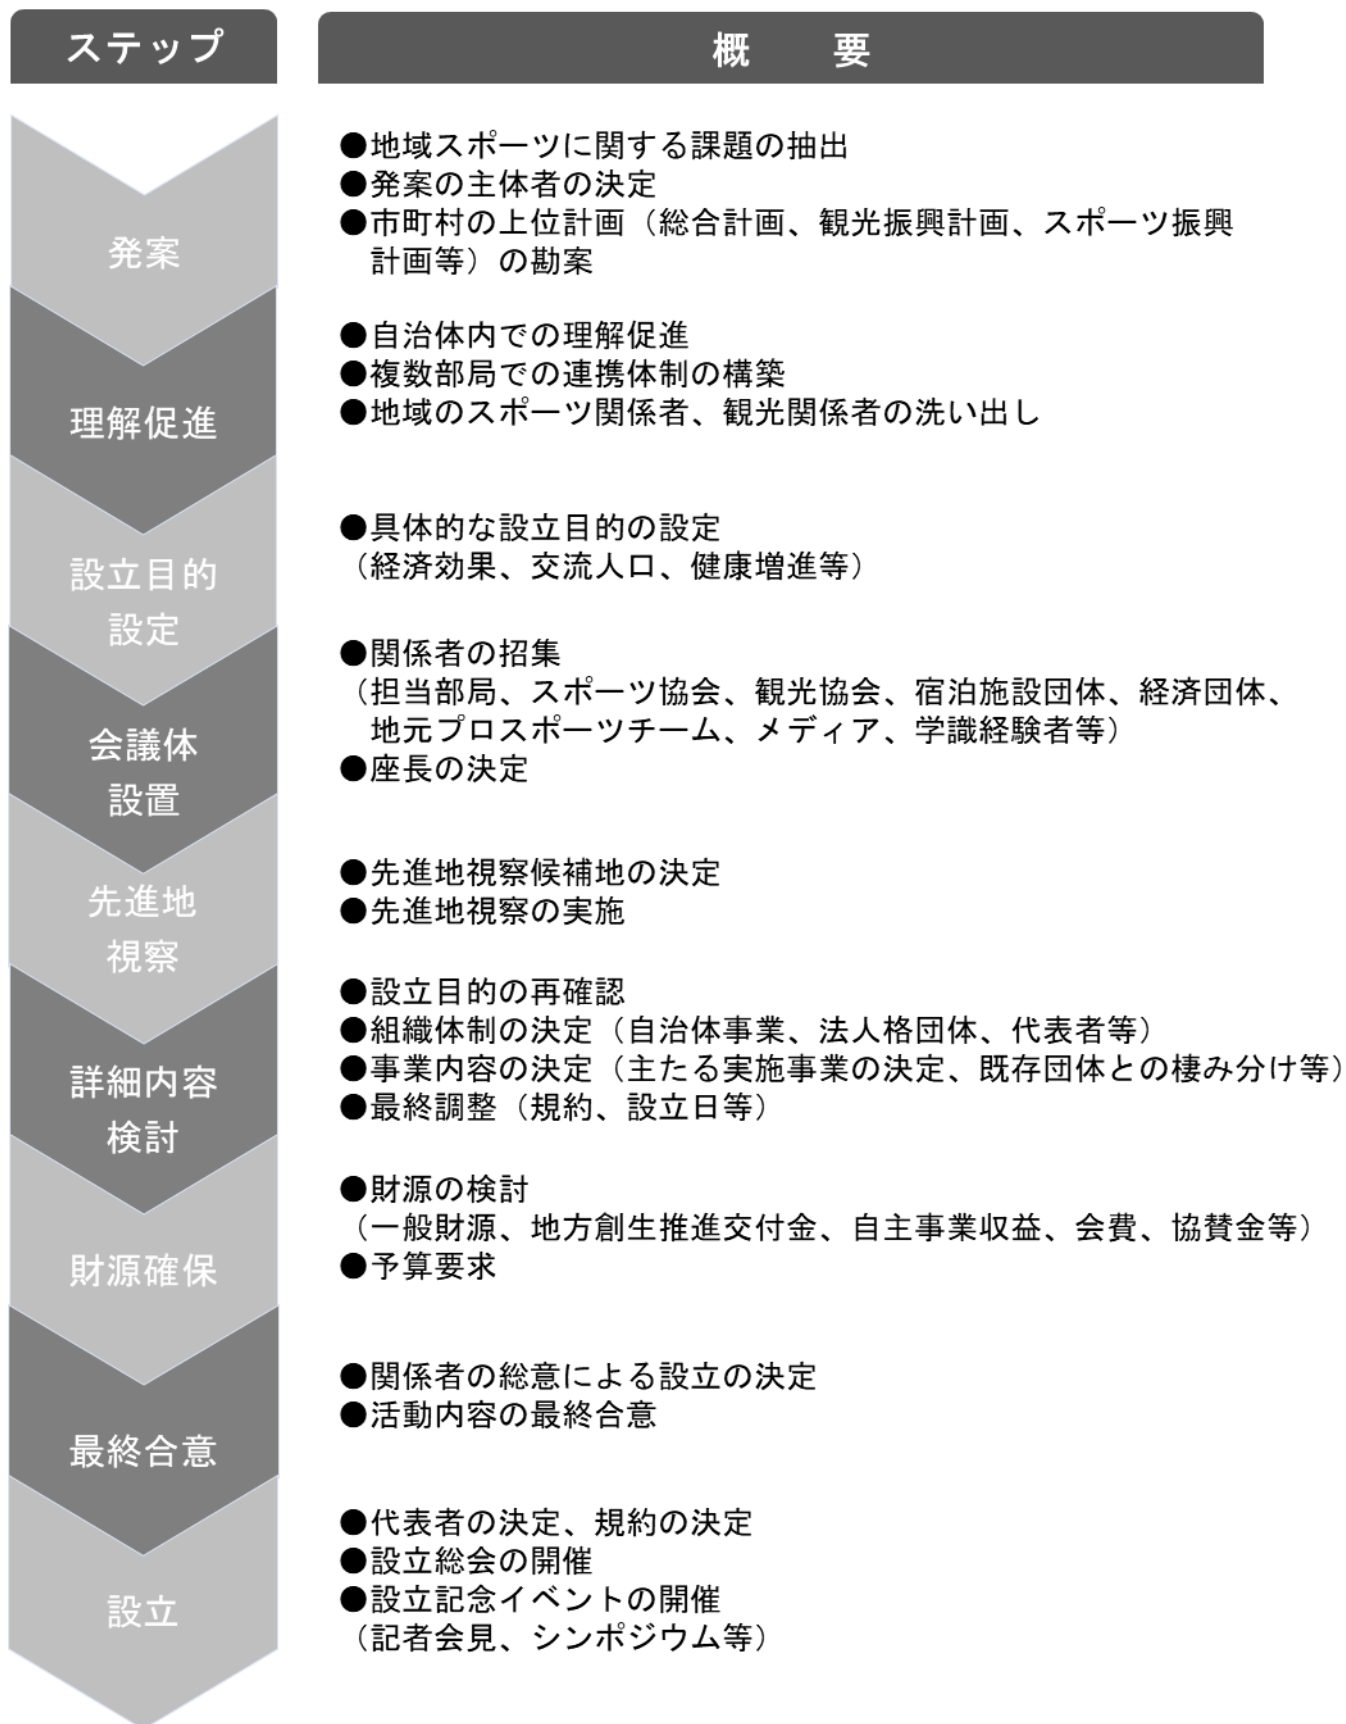 ステップ
概　　要
発案
●地域スポーツに関する課題の抽出
●発案の主体者の決定
●市町村の上位計画（総合計画、観光振興計画、スポーツ振興
計画等）の勘案
理解促進
●自治体内での理解促進
●複数部局での連携体制の構築
●地域のスポーツ関係者、観光関係者の洗い出し
設立目的
設定
●具体的な設立目的の設定
（経済効果、交流人口、健康増進等）
会議体
設置
●関係者の招集
（担当部局、スポーツ協会、観光協会、宿泊施設団体、経済団体、
地元プロスポーツチーム、メディア、学識経験者等）
●座長の決定
先進地
視察
●先進地視察候補地の決定
●先進地視察の実施
詳細内容
検討
●設立目的の再確認
●組織体制の決定（自治体事業、法人格団体、代表者等）
●事業内容の決定（主たる実施事業の決定、既存団体との棲み分け等）
●最終調整（規約、設立日等）
財源確保
●財源の検討
（一般財源、地方創生推進交付金、自主事業収益、会費、協賛金等）
●予算要求
最終合意
●関係者の総意による設立の決定
●活動内容の最終合意
設立
●代表者の決定、規約の決定
●設立総会の開催
●設立記念イベントの開催
（記者会見、シンポジウム等）